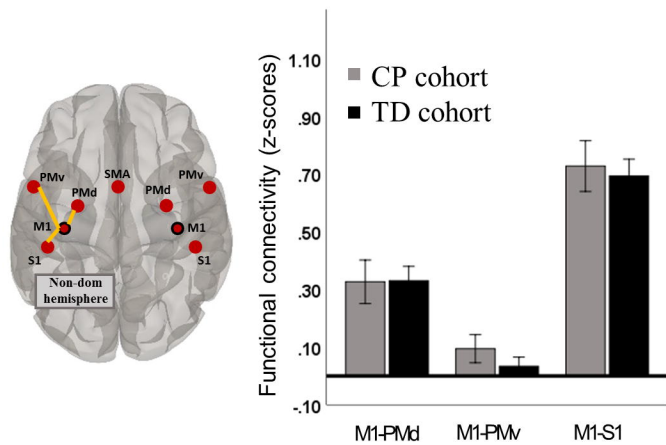 PMv
SMA
PMv
PMd
PMd
M1
M1
S1
S1
Non-dom
hemisphere
Functional connectivity (z-scores)
1.10
.90
.70
.50
.30
.10
-.10
CP cohort
TD cohort
M1-PMd
M1-PMv
M1-S1